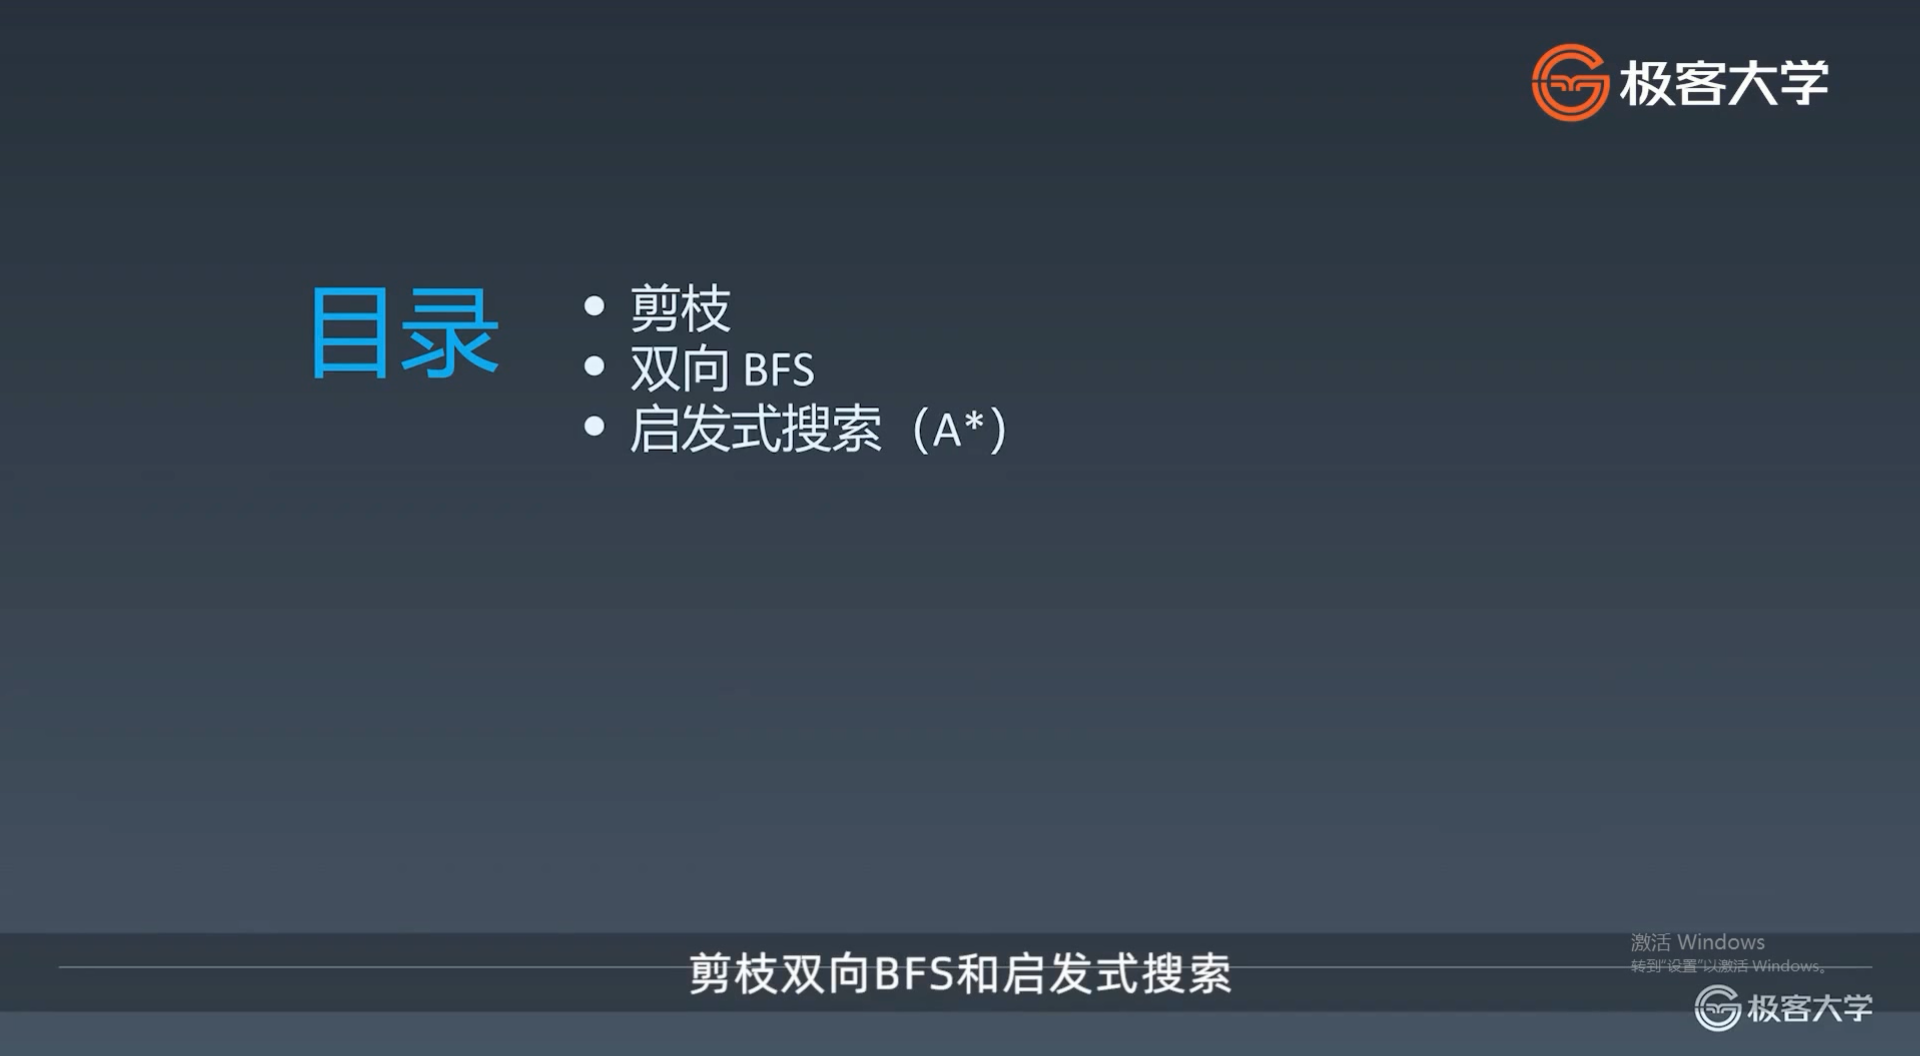 极客大学
目录
• 剪枝
• 双向 BFS
• 启发式搜索（A*）
剪枝双向BFS和启发式搜索
激活 Windows
转到“设置”以激活 Windows。
极客大学